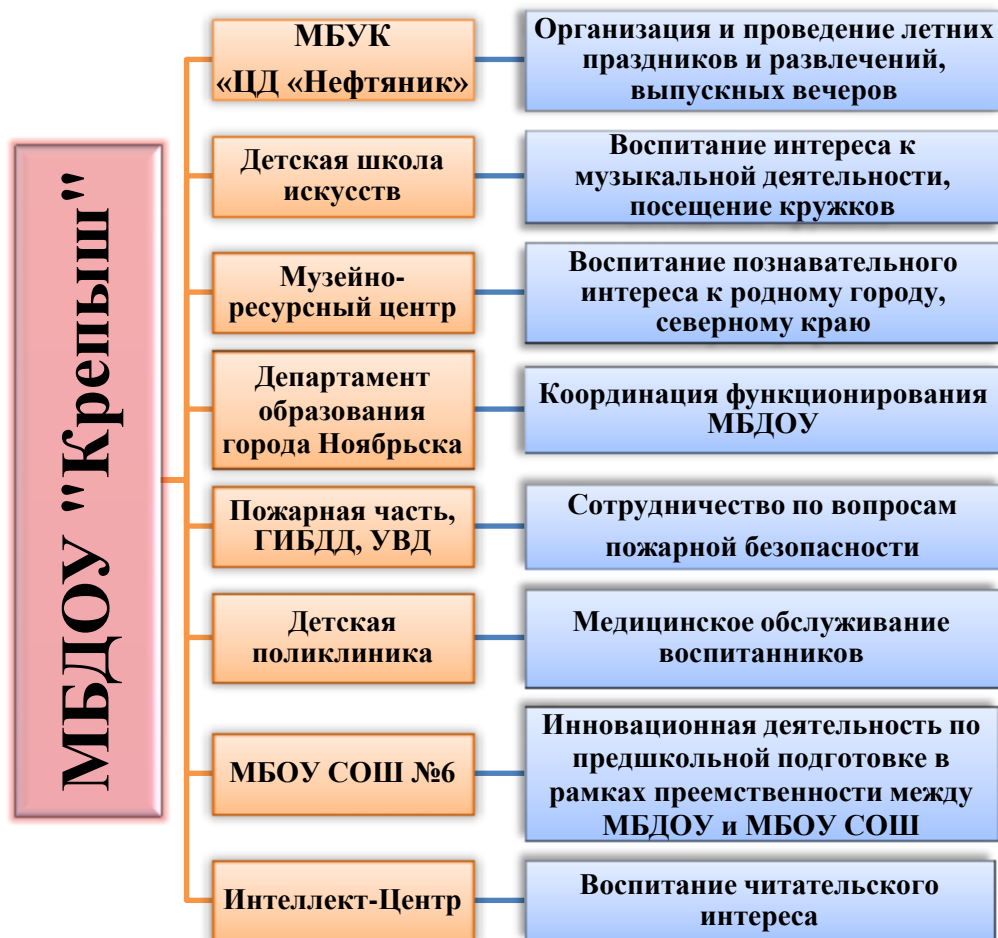 МБДОУ "Крепыш"
МБУК
«ЦД «Нефтяник»
Организация и проведение летних
праздников и развлечений,
выпускных вечеров
Детская школа
искусств
Воспитание интереса к
музыкальной деятельности,
посещение кружков
Музейно-
ресурсный центр
Воспитание познавательного
интереса к родному городу,
северному краю
Департамент
образования
города Ноябрьска
Координация функционирования
МБДОУ
Пожарная часть,
ГИБДД, УВД
Сотрудничество по вопросам
пожарной безопасности
Детская
поликлиника
Медицинское обслуживание
воспитанников
МБОУ СОШ №6
Инновационная деятельность по
предшкольной подготовке в
рамках преемственности между
МБДОУ и МБОУ СОШ
Интеллект-Центр
Воспитание читательского
интереса